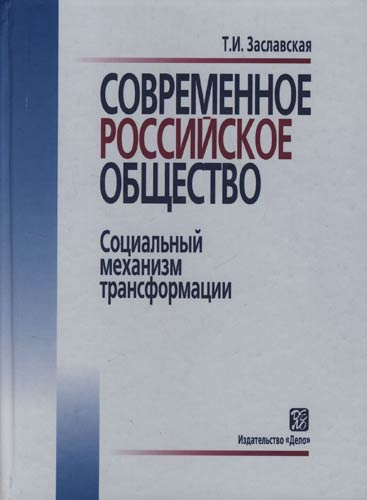 Т.И. Заславская
СОВРЕМЕННОЕ
РОССИЙСКОЕ
ОБЩЕСТВО
Социальный
механизм
трансформации
Издательство «Дело»